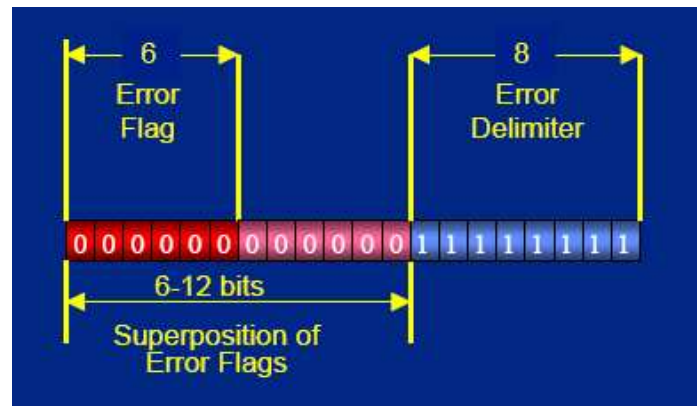 6
Error
Flag
8
Error
Delimiter
0 0 0 0 0 0 0 0 0 0 0 0 1 1 1 1 1 1 1 1
6-12 bits
Superposition of
Error Flags